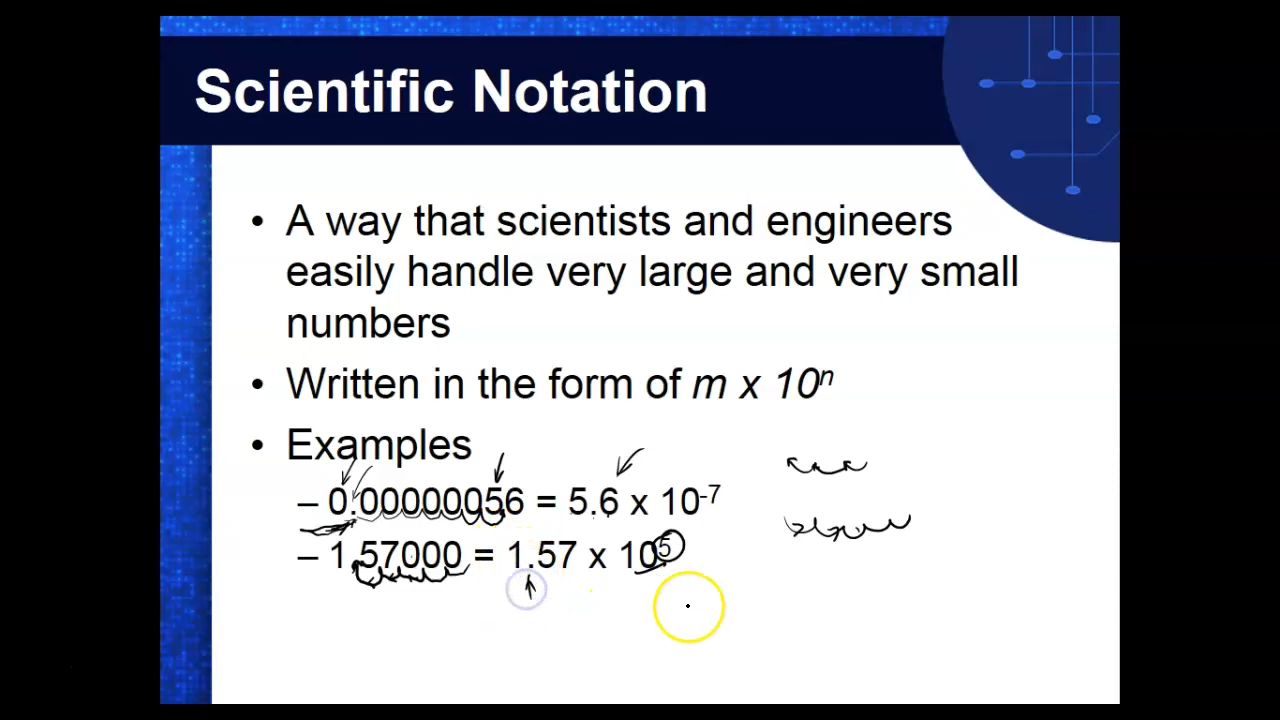 Scientific Notation
• A way that scientists and engineers
easily handle very large and very small
numbers
• Written in the form of m x 10ⁿ
• Examples
– 0.00000056 = 5.6 x 10⁻⁷
– 1.57000 = 1.57 x 10⁵